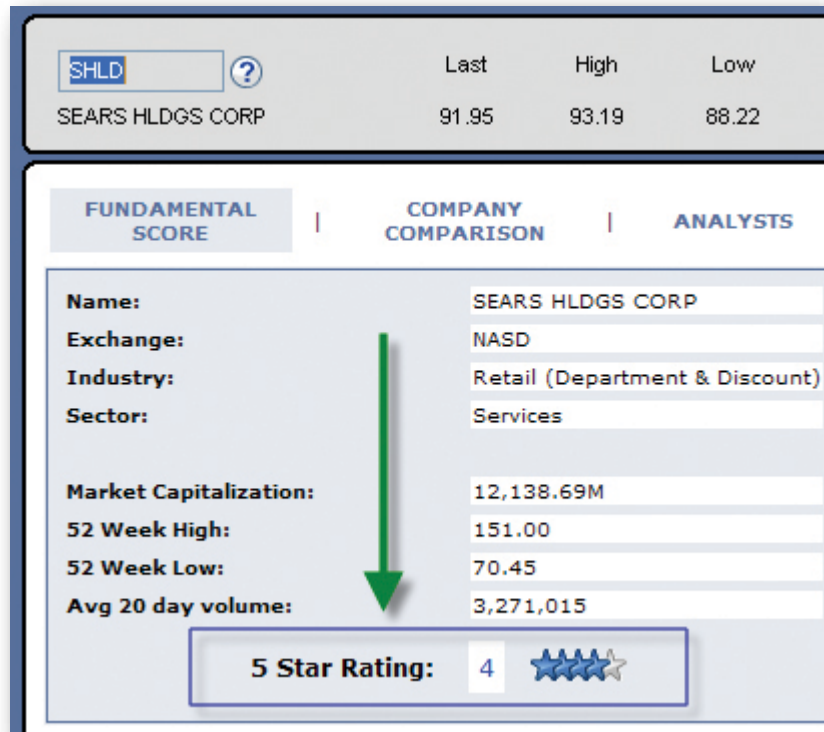 SHLD ? Last High Low
SEARS HLDGS CORP 91.95 93.19 88.22
FUNDAMENTAL SCORE | COMPANY COMPARISON | ANALYSTS
Name: SEARS HLDGS CORP
Exchange: NASD
Industry: Retail (Department & Discount)
Sector: Services
Market Capitalization: 12,138.69M
52 Week High: 151.00
52 Week Low: 70.45
Avg 20 day volume: 3,271,015
5 Star Rating: 4